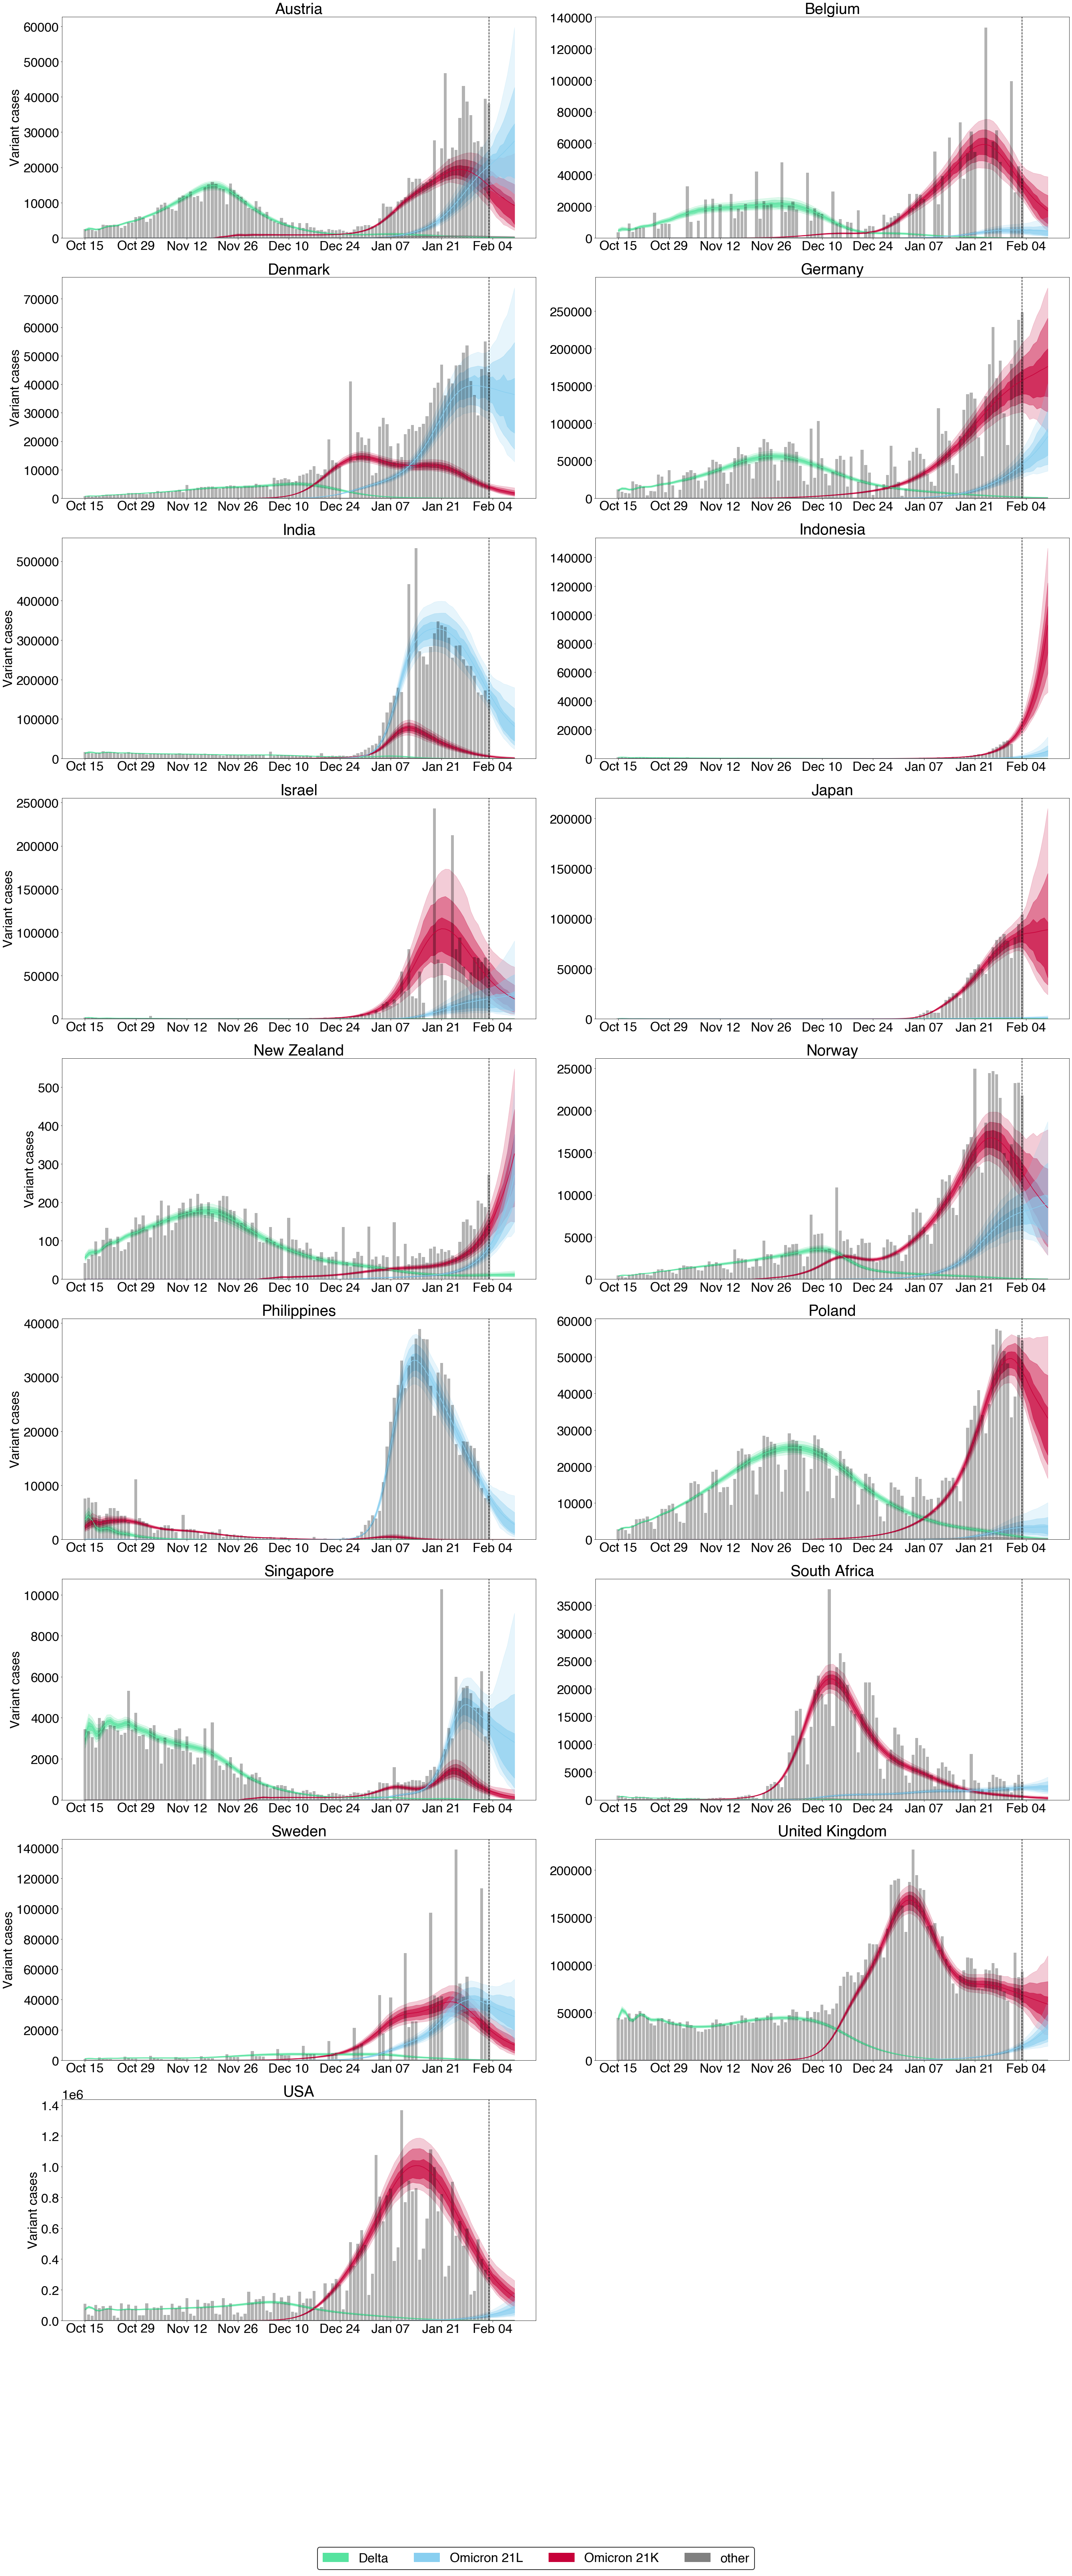 Austria
Belgium
Variant cases
60000
50000
40000
30000
20000
10000
0
Oct 15 Oct 29 Nov 12 Nov 26 Dec 10 Dec 24 Jan 07 Jan 21 Feb 04
140000
120000
100000
80000
60000
40000
20000
0
Oct 15 Oct 29 Nov 12 Nov 26 Dec 10 Dec 24 Jan 07 Jan 21 Feb 04
Denmark
Germany
Variant cases
70000
60000
50000
40000
30000
20000
10000
0
Oct 15 Oct 29 Nov 12 Nov 26 Dec 10 Dec 24 Jan 07 Jan 21 Feb 04
250000
200000
150000
100000
50000
0
Oct 15 Oct 29 Nov 12 Nov 26 Dec 10 Dec 24 Jan 07 Jan 21 Feb 04
India
Indonesia
Variant cases
500000
400000
300000
200000
100000
0
Oct 15 Oct 29 Nov 12 Nov 26 Dec 10 Dec 24 Jan 07 Jan 21 Feb 04
140000
120000
100000
80000
60000
40000
20000
0
Oct 15 Oct 29 Nov 12 Nov 26 Dec 10 Dec 24 Jan 07 Jan 21 Feb 04
Israel
Japan
Variant cases
250000
200000
150000
100000
50000
0
Oct 15 Oct 29 Nov 12 Nov 26 Dec 10 Dec 24 Jan 07 Jan 21 Feb 04
200000
150000
100000
50000
0
Oct 15 Oct 29 Nov 12 Nov 26 Dec 10 Dec 24 Jan 07 Jan 21 Feb 04
New Zealand
Norway
Variant cases
500
400
300
200
100
0
Oct 15 Oct 29 Nov 12 Nov 26 Dec 10 Dec 24 Jan 07 Jan 21 Feb 04
25000
20000
15000
10000
5000
0
Oct 15 Oct 29 Nov 12 Nov 26 Dec 10 Dec 24 Jan 07 Jan 21 Feb 04
Philippines
Poland
Variant cases
40000
30000
20000
10000
0
Oct 15 Oct 29 Nov 12 Nov 26 Dec 10 Dec 24 Jan 07 Jan 21 Feb 04
60000
50000
40000
30000
20000
10000
0
Oct 15 Oct 29 Nov 12 Nov 26 Dec 10 Dec 24 Jan 07 Jan 21 Feb 04
Singapore
South Africa
Variant cases
10000
8000
6000
4000
2000
0
Oct 15 Oct 29 Nov 12 Nov 26 Dec 10 Dec 24 Jan 07 Jan 21 Feb 04
35000
30000
25000
20000
15000
10000
5000
0
Oct 15 Oct 29 Nov 12 Nov 26 Dec 10 Dec 24 Jan 07 Jan 21 Feb 04
Sweden
United Kingdom
Variant cases
140000
120000
100000
80000
60000
40000
20000
0
Oct 15 Oct 29 Nov 12 Nov 26 Dec 10 Dec 24 Jan 07 Jan 21 Feb 04
200000
150000
100000
50000
0
Oct 15 Oct 29 Nov 12 Nov 26 Dec 10 Dec 24 Jan 07 Jan 21 Feb 04
USA
1e6
Variant cases
1.4
1.2
1.0
0.8
0.6
0.4
0.2
0.0
Oct 15 Oct 29 Nov 12 Nov 26 Dec 10 Dec 24 Jan 07 Jan 21 Feb 04
Delta Omicron 21L Omicron 21K other